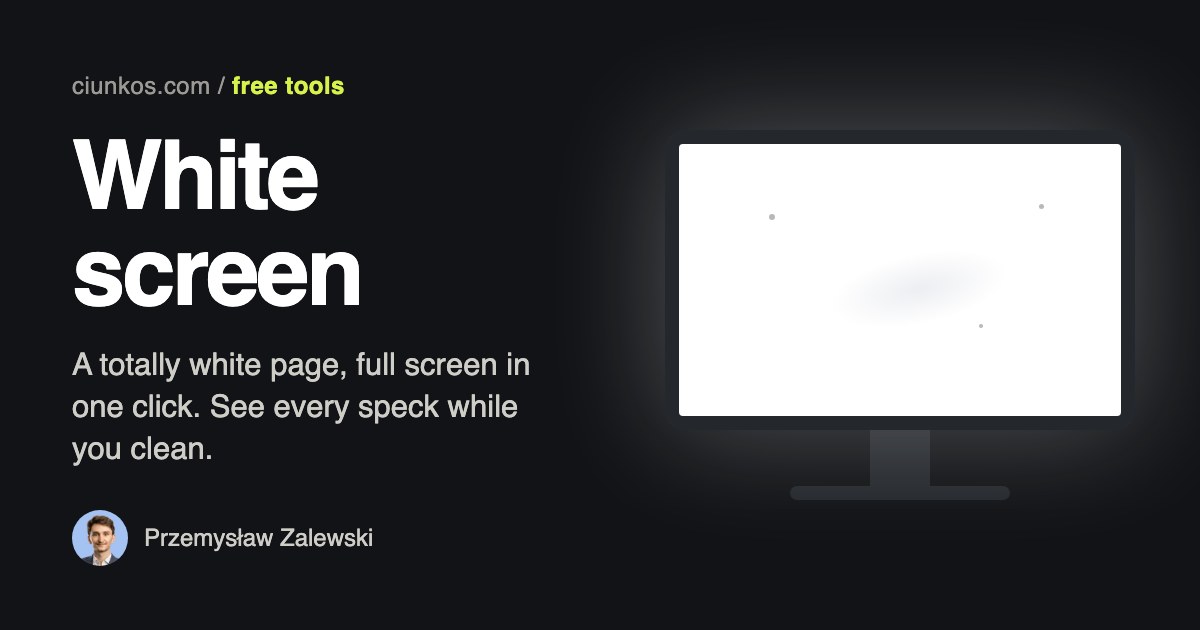 ciunkos.com / free tools
White
screen
A totally white page, full screen in
one click. See every speck while
you clean.
Przemysław Zalewski